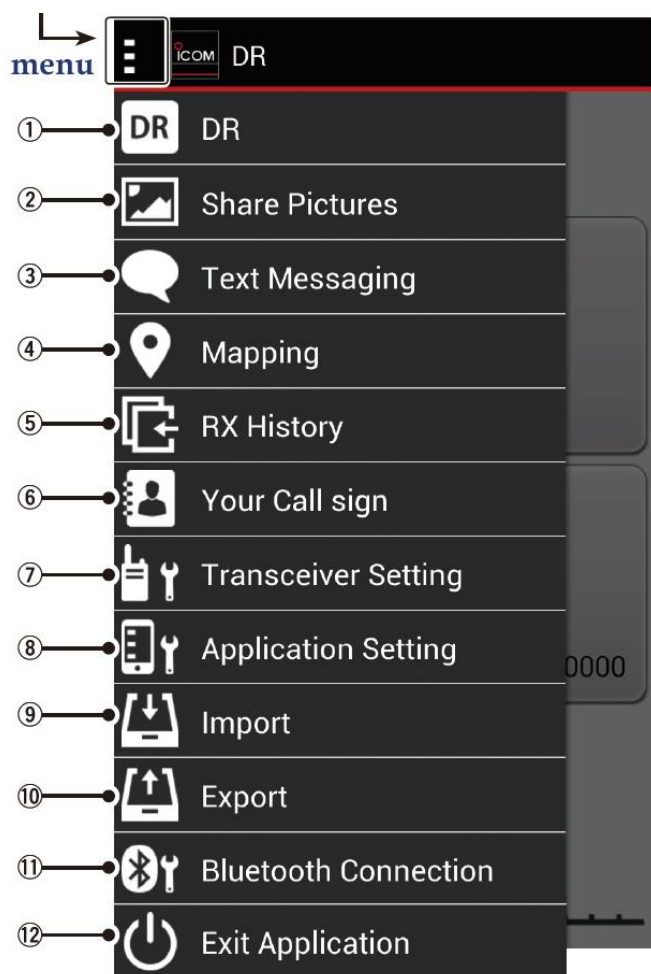 menu
ICOM DR
① DR DR
② Share Pictures
③ Text Messaging
④ Mapping
⑤ RX History
⑥ Your Call sign
⑦ Transceiver Setting
⑧ Application Setting
0000
⑨ Import
⑩ Export
⑪ Bluetooth Connection
⑫ Exit Application